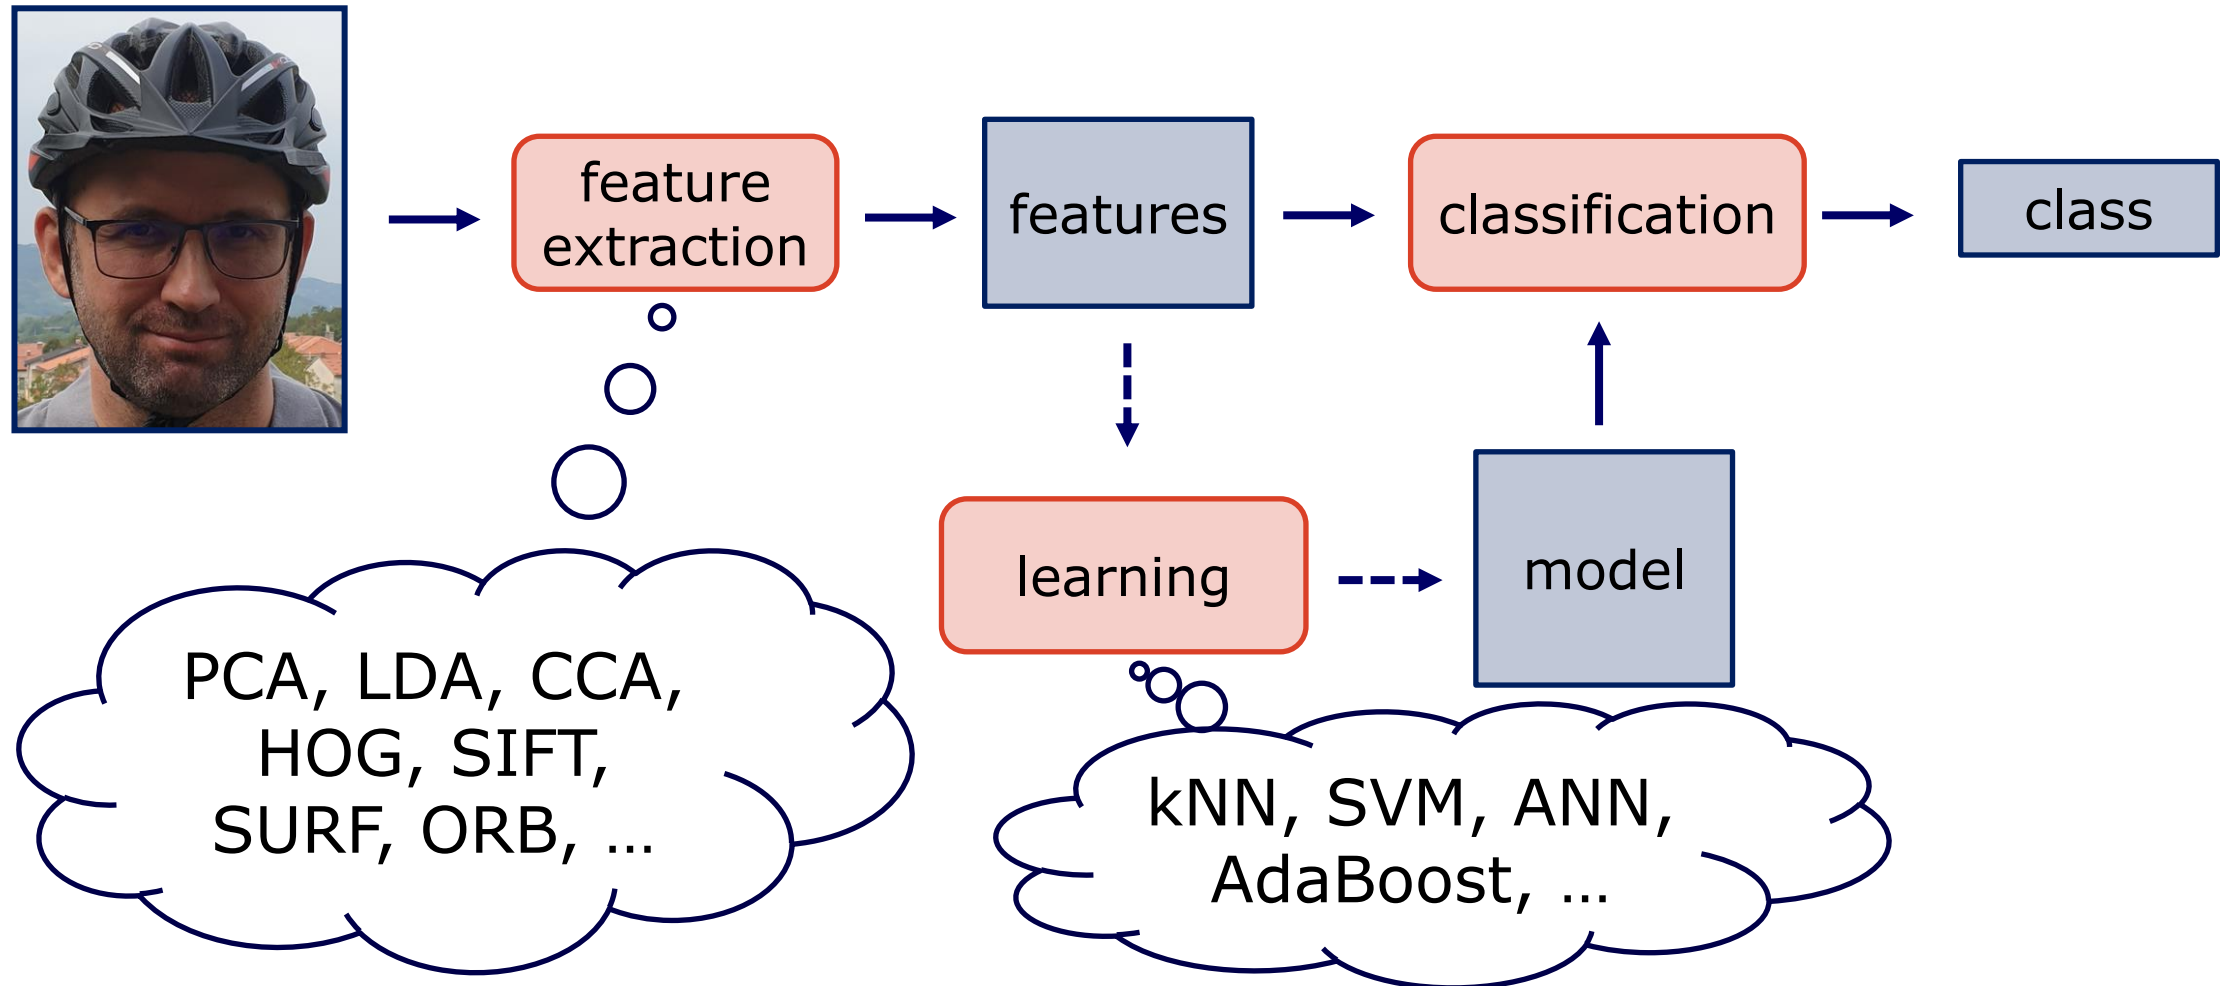 feature
extraction
features
classification
class
learning
model
PCA, LDA, CCA,
HOG, SIFT,
SURF, ORB, ...
kNN, SVM, ANN,
AdaBoost, ...